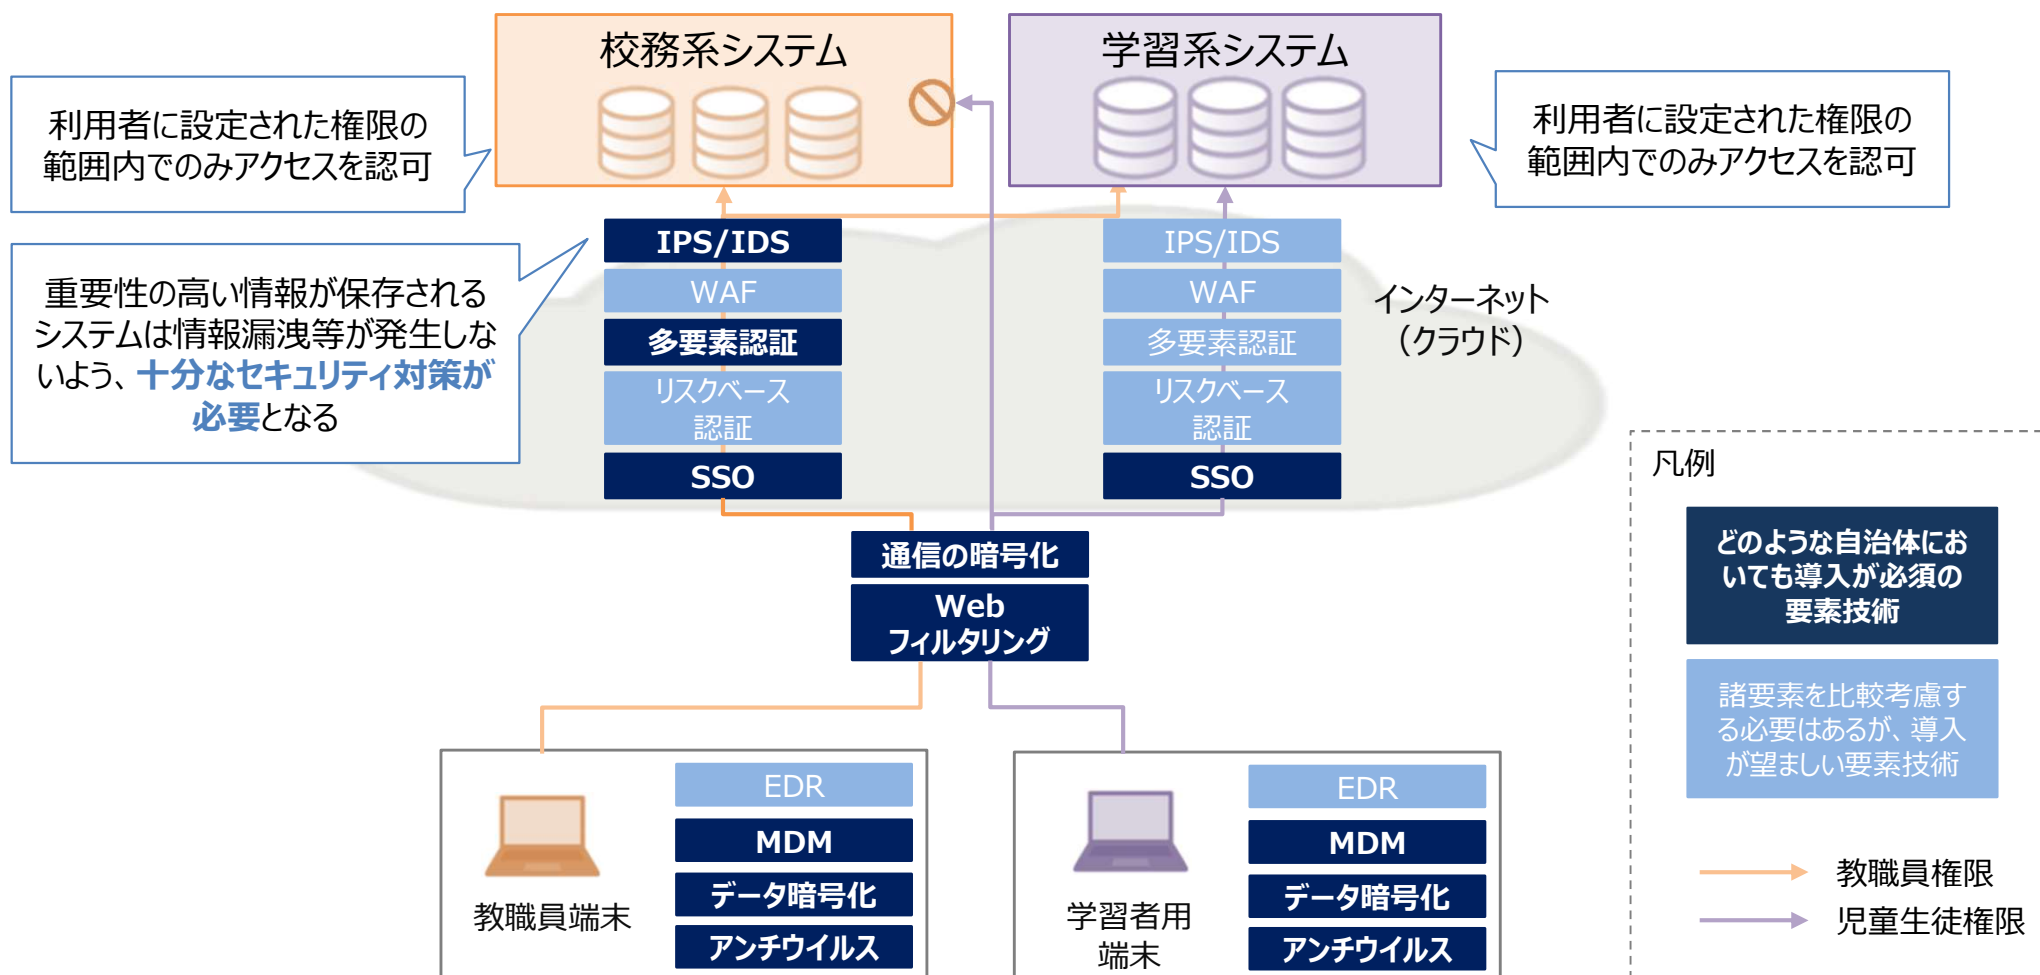 校務系システム
学習系システム
利用者に設定された権限の
範囲内でのみアクセスを認可
利用者に設定された権限の
範囲内でのみアクセスを認可
重要性の高い情報が保存される
システムは情報漏洩等が発生しな
いよう、十分なセキュリティ対策が
必要となる
IPS/IDS
WAF
多要素認証
リスクベース
認証
SSO
IPS/IDS
WAF
多要素認証
リスクベース
認証
SSO
インターネット
（クラウド）
通信の暗号化
Web
フィルタリング
教職員端末
EDR
MDM
データ暗号化
アンチウイルス
学習者用
端末
EDR
MDM
データ暗号化
アンチウイルス
凡例
どのような自治体にお
いても導入が必須の
要素技術
諸要素を比較考慮す
る必要はあるが、導入
が望ましい要素技術
教職員権限
児童生徒権限